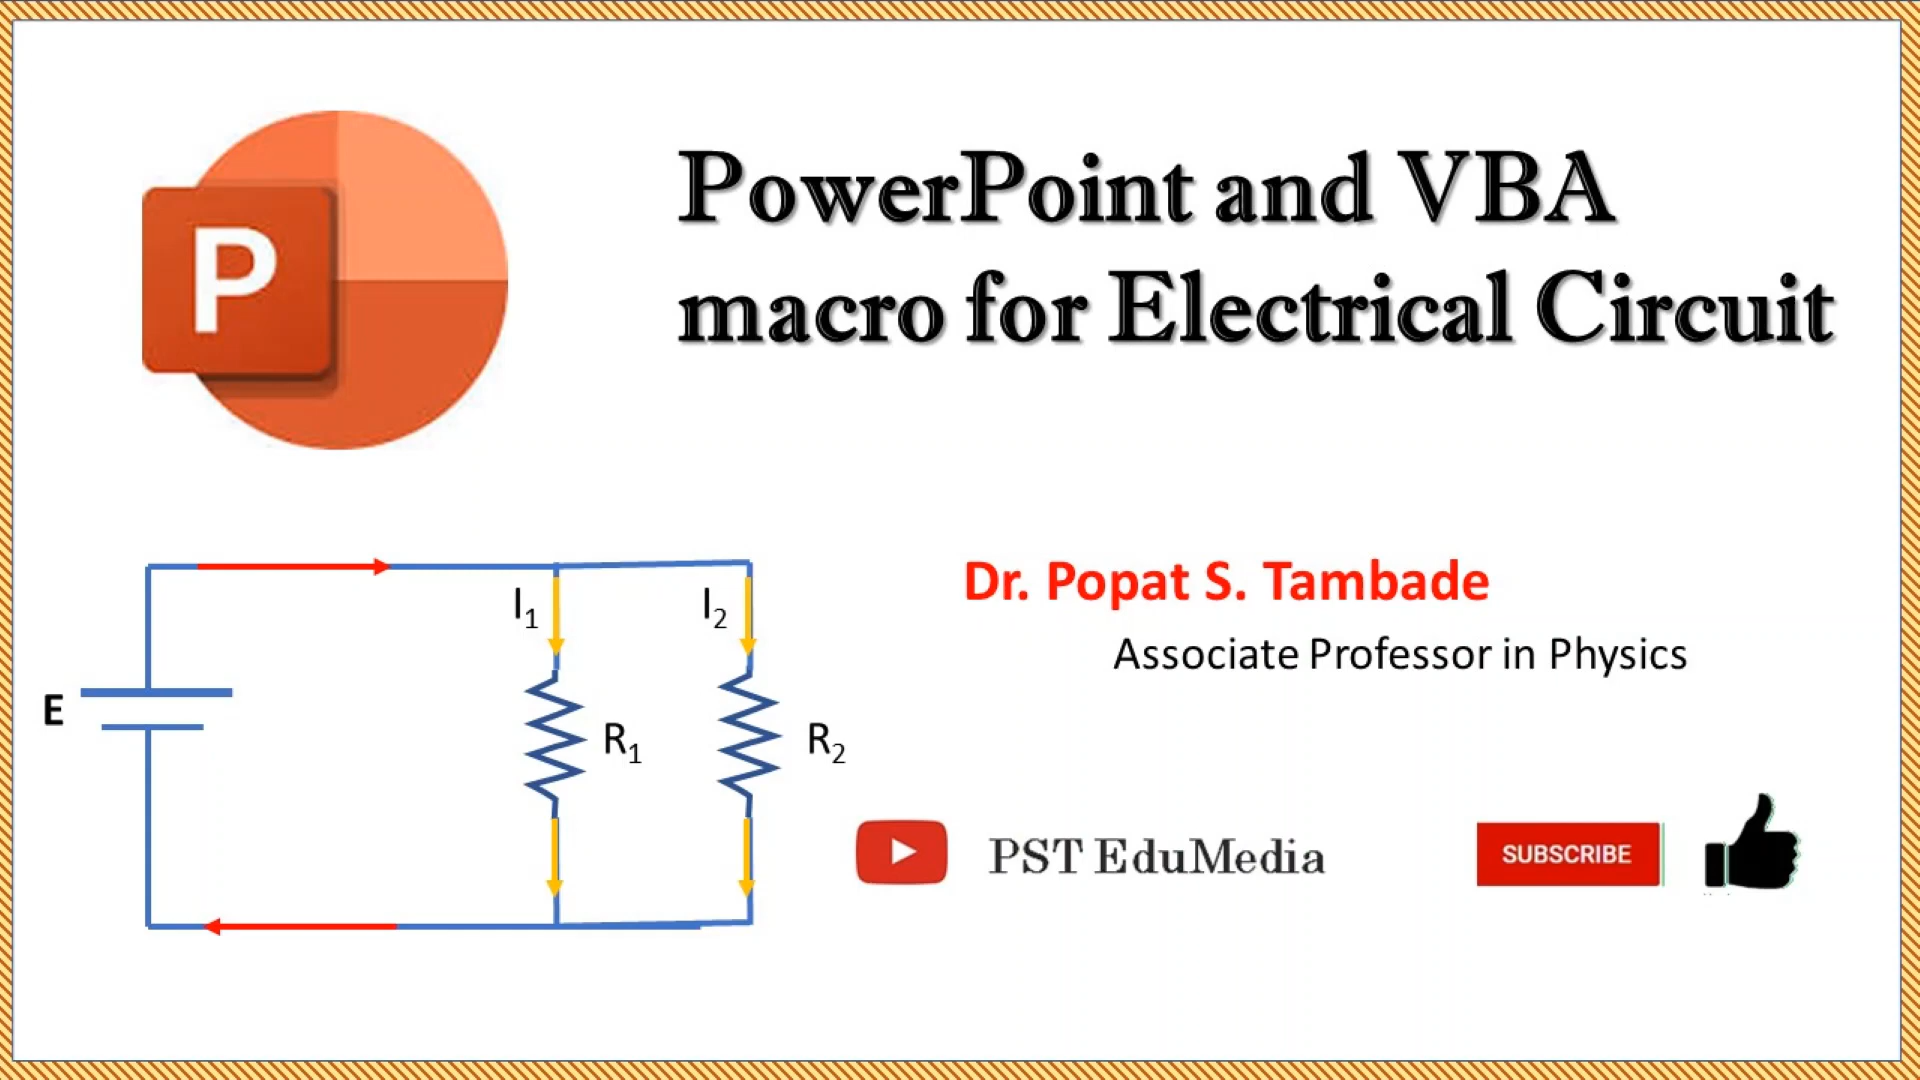 P
PowerPoint and VBA
macro for Electrical Circuit
I1
I2
E
R1
R2
Dr. Popat S. Tambade
Associate Professor in Physics
PST EduMedia
SUBSCRIBE